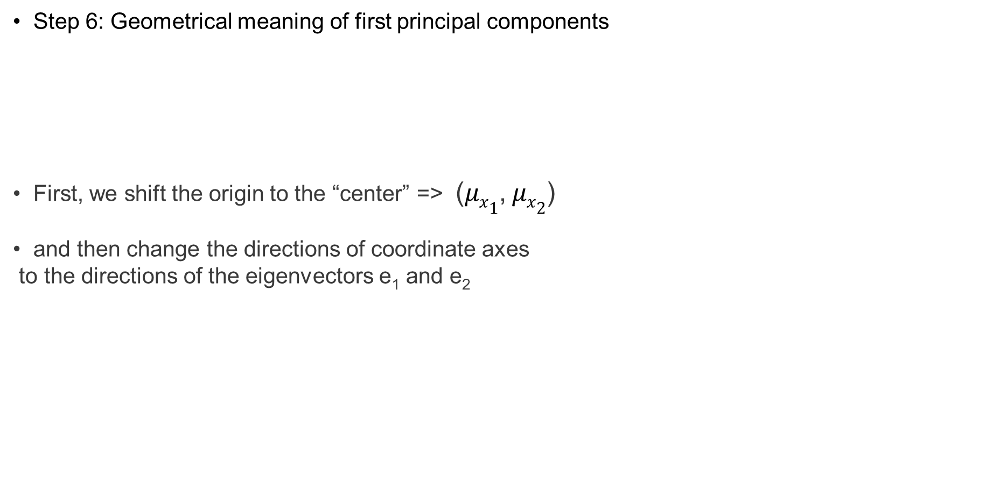 • Step 6: Geometrical meaning of first principal components
• First, we shift the origin to the “center” => (μₓ₁, μₓ₂)
• and then change the directions of coordinate axes
to the directions of the eigenvectors e₁ and e₂